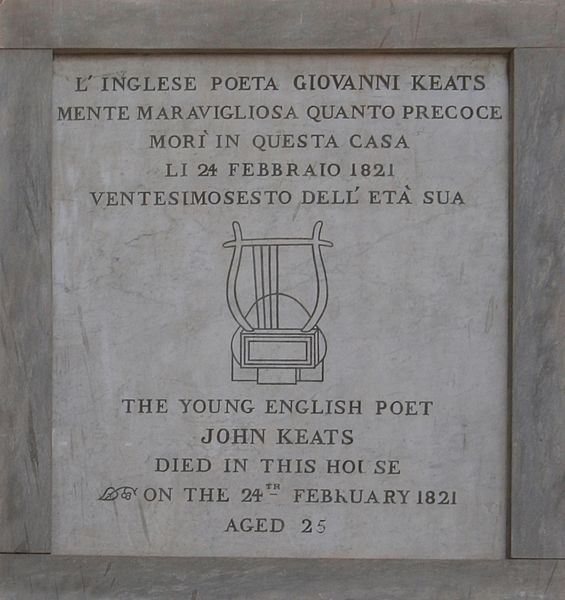 L' INGLESE POETA GIOVANNI KEATS
MENTE MARAVIGLIOSA QUANTO PRECOCE
MORÌ IN QUESTA CASA
LI 24 FEBBRAIO 1821
VENTESIMOSESTO DELL' ETÀ SUA
THE YOUNG ENGLISH POET
JOHN KEATS
DIED IN THIS HOUSE
ON THE 24TH FEBRUARY 1821
AGED 25